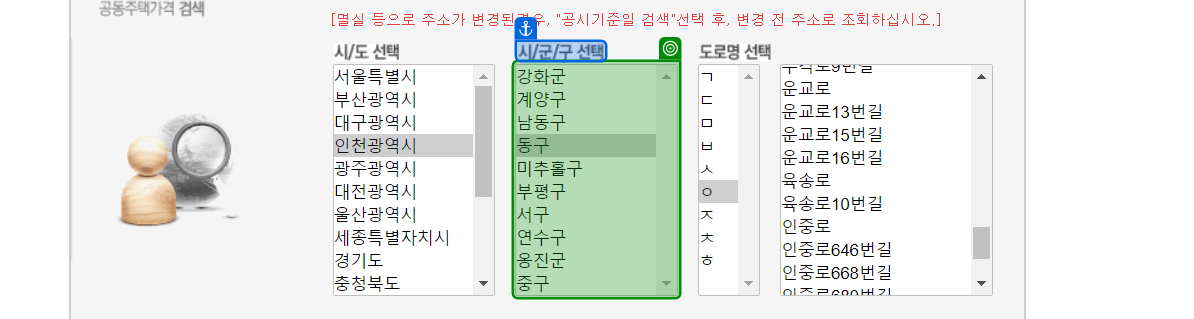 공동주택가격 검색
[멸실 등으로 주소가 변경된경우, "공시기준일 검색"선택 후, 변경 전 주소로 조회하십시오.]
시/도 선택
서울특별시
부산광역시
대구광역시
인천광역시
광주광역시
대전광역시
울산광역시
세종특별자치시
경기도
충청북도
시/군/구 선택
강화군
계양구
남동구
동구
미추홀구
부평구
서구
연수구
옹진군
중구
도로명 선택
ㄱ
ㄷ
ㅁ
ㅂ
ㅅ
ㅇ
ㅈ
ㅊ
ㅎ
운교로
운교로13번길
운교로15번길
운교로16번길
육송로
육송로10번길
인중로
인중로646번길
인중로668번길
인중로680번길